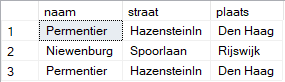 naam straat plaats
1 Permentier Hazensteinln Den Haag
2 Niewenburg Spoorlaan Rijswijk
3 Permentier Hazensteinln Den Haag